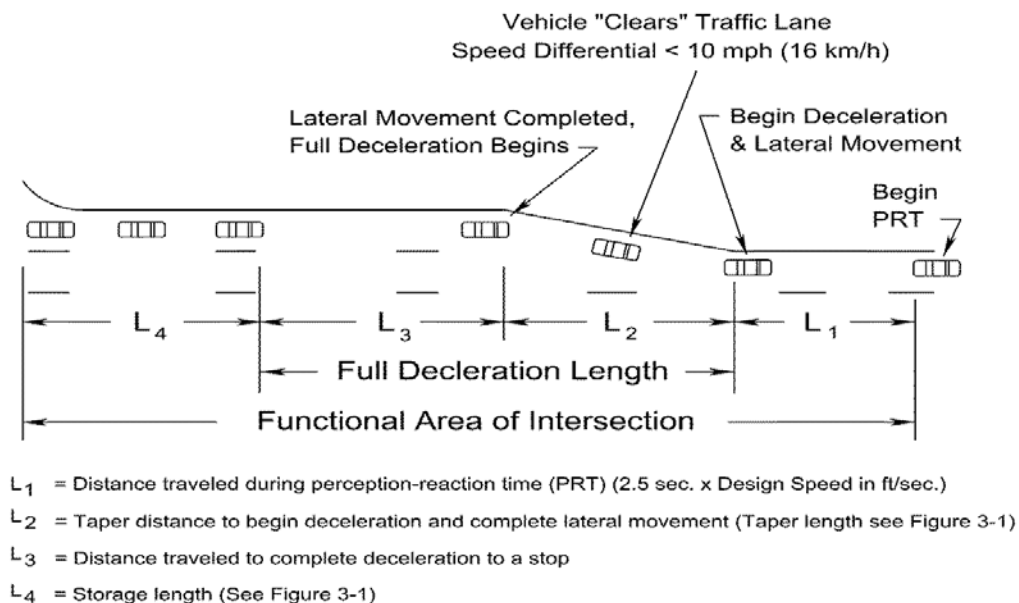 Vehicle "Clears" Traffic Lane
Speed Differential < 10 mph (16 km/h)
Lateral Movement Completed,
Full Deceleration Begins
Begin Deceleration
& Lateral Movement
Begin
PRT
L4
L3
L2
L1
Full Decleration Length
Functional Area of Intersection
L1 = Distance traveled during perception-reaction time (PRT) (2.5 sec. x Design Speed in ft/sec.)
L2 = Taper distance to begin deceleration and complete lateral movement (Taper length see Figure 3-1)
L3 = Distance traveled to complete deceleration to a stop
L4 = Storage length (See Figure 3-1)